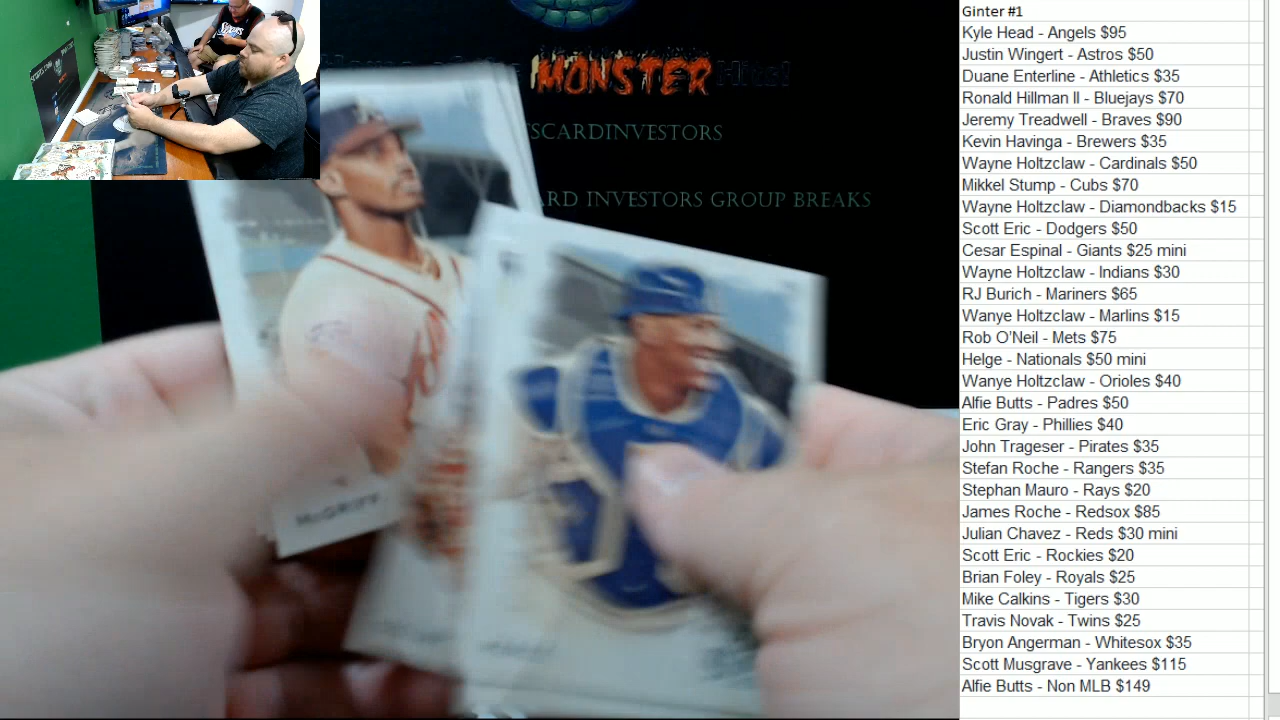 MONSTER Hits!
SCARDINVESTORS
ARD INVESTORS GROUP BREAKS
McGRIFF
Ginter #1
Kyle Head - Angels $95
Justin Wingert - Astros $50
Duane Enterline - Athletics $35
Ronald Hillman ll - Bluejays $70
Jeremy Treadwell - Braves $90
Kevin Havinga - Brewers $35
Wayne Holtzclaw - Cardinals $50
Mikkel Stump - Cubs $70
Wayne Holtzclaw - Diamondbacks $15
Scott Eric - Dodgers $50
Cesar Espinal - Giants $25 mini
Wayne Holtzclaw - Indians $30
RJ Burich - Mariners $65
Wanye Holtzclaw - Marlins $15
Rob O'Neil - Mets $75
Helge - Nationals $50 mini
Wanye Holtzclaw - Orioles $40
Alfie Butts - Padres $50
Eric Gray - Phillies $40
John Trageser - Pirates $35
Stefan Roche - Rangers $35
Stephan Mauro - Rays $20
James Roche - Redsox $85
Julian Chavez - Reds $30 mini
Scott Eric - Rockies $20
Brian Foley - Royals $25
Mike Calkins - Tigers $30
Travis Novak - Twins $25
Bryon Angerman - Whitesox $35
Scott Musgrave - Yankees $115
Alfie Butts - Non MLB $149